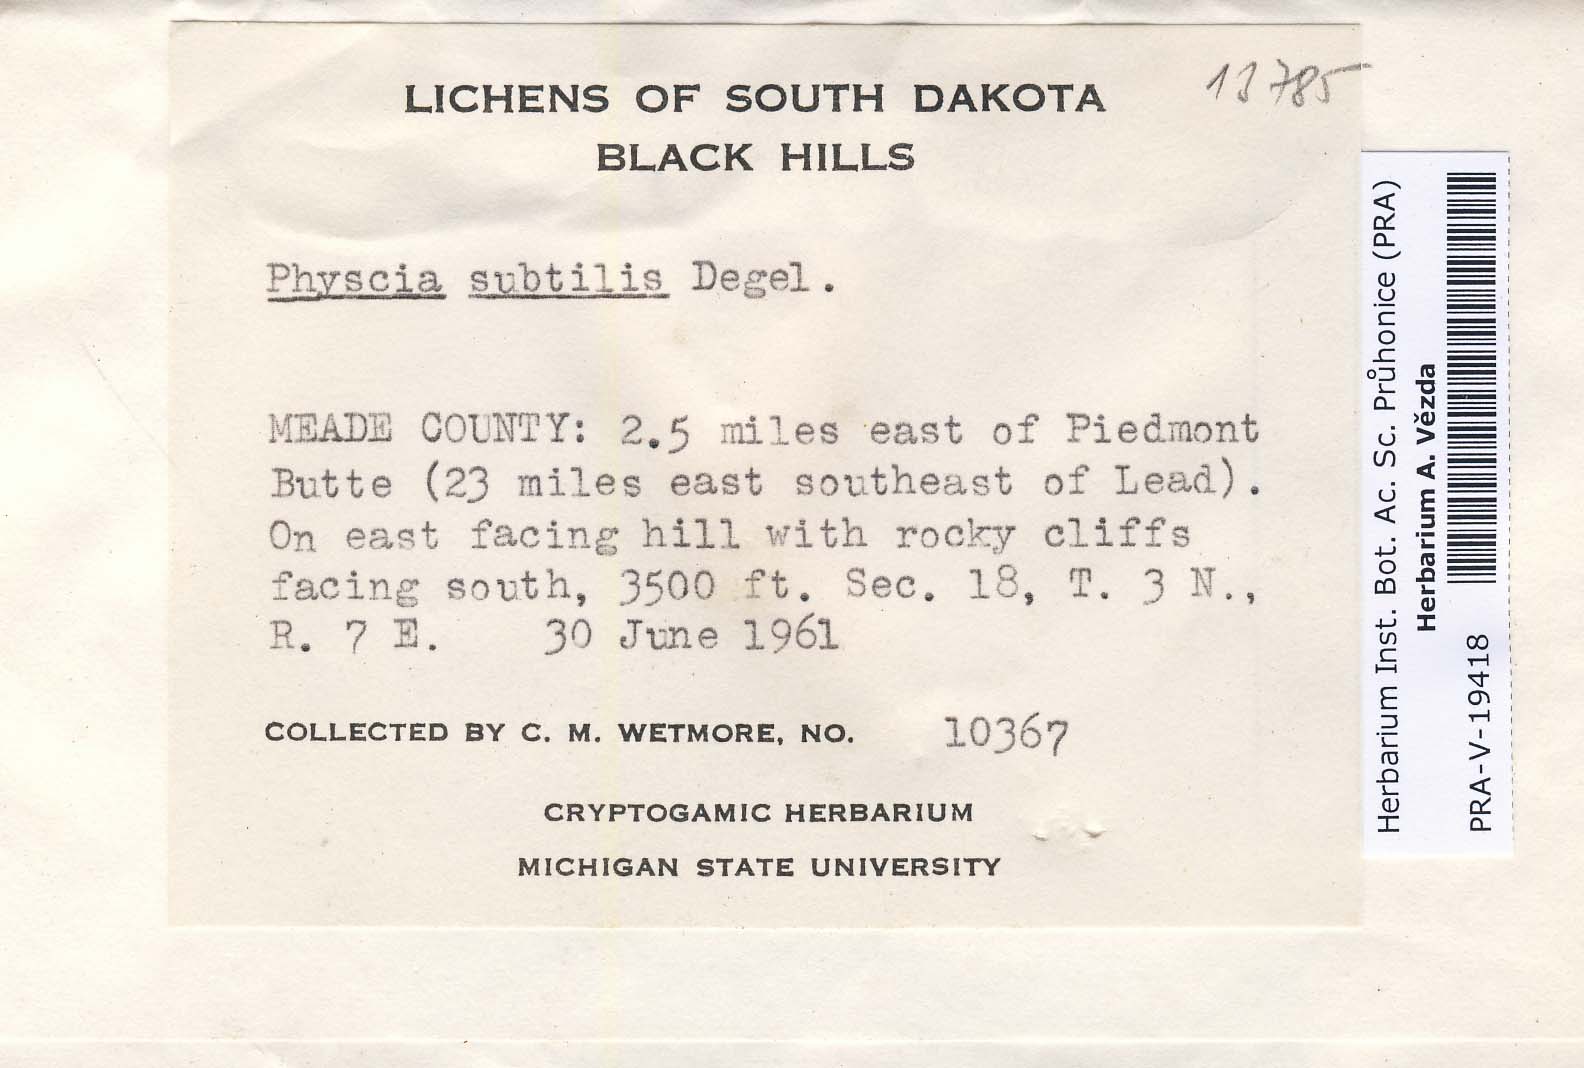 13785
LICHENS OF SOUTH DAKOTA
BLACK HILLS
Physcia subtilis Degel.
MEADE COUNTY: 2.5 miles east of Piedmont
Butte (23 miles east southeast of Lead).
On east facing hill with rocky cliffs
facing south, 3500 ft. Sec. 18, T. 3 N.,
R. 7 E. 30 June 1961
COLLECTED BY C. M. WETMORE, NO. 10367
CRYPTOGAMIC HERBARIUM
MICHIGAN STATE UNIVERSITY
Herbarium Inst. Bot. Ac. Sc. Průhonice (PRA)
Herbarium A. Vězda
PRA-V-19418